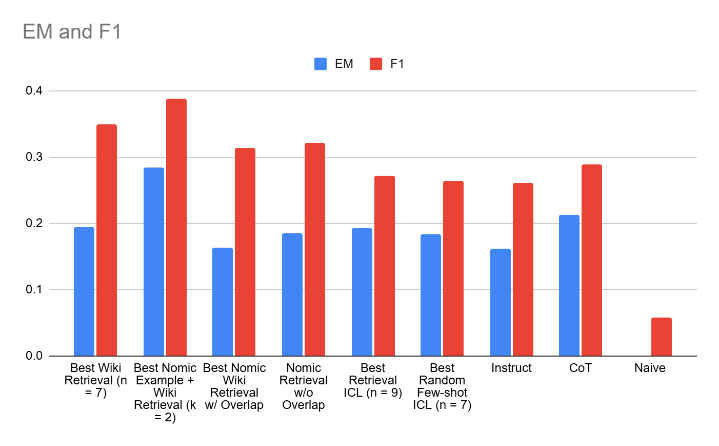 EM and F1
EM F1
0.4
0.3
0.2
0.1
0.0
Best Wiki
Retrieval (n
= 7)
Best Nomic
Example +
Wiki
Retrieval (k
= 2)
Best Nomic
Wiki
Retrieval
w/ Overlap
Nomic
Retrieval
w/o
Overlap
Best
Retrieval
ICL (n = 9)
Best
Random
Few-shot
ICL (n = 7)
Instruct
CoT
Naive